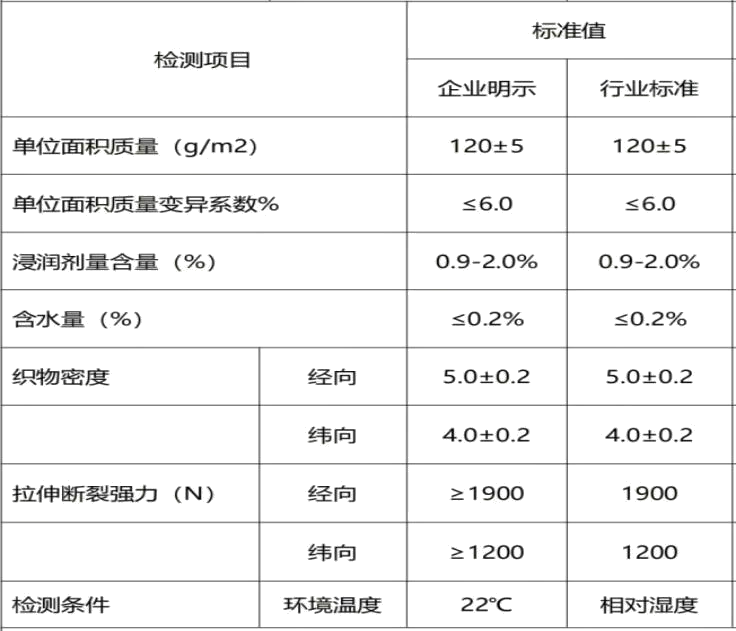 检测项目 标准值
企业明示 行业标准
单位面积质量（g/m2） 120±5 120±5
单位面积质量变异系数% ≤6.0 ≤6.0
浸润剂量含量（%） 0.9-2.0% 0.9-2.0%
含水量（%） ≤0.2% ≤0.2%
织物密度 经向 5.0±0.2 5.0±0.2
纬向 4.0±0.2 4.0±0.2
拉伸断裂强力（N） 经向 ≥1900 1900
纬向 ≥1200 1200
检测条件 环境温度 22℃ 相对湿度